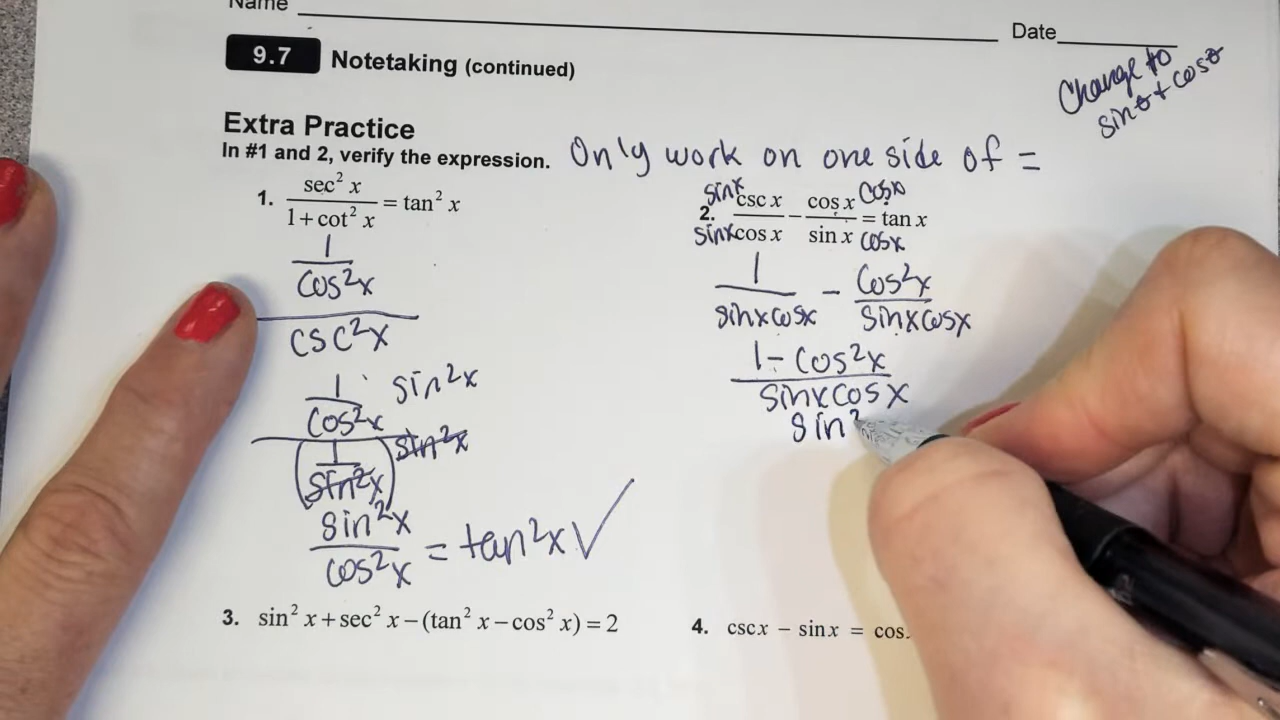 Name
Date
9.7 Notetaking (continued)
Change to
sinθ + cosθ
Extra Practice
In #1 and 2, verify the expression. Only work on one side of =
1. sec² x / 1 + cot² x = tan² x
1
cos²x
csc²x
1 · sin²x
cos²x
1 sin²x
sin²x
sin²x
cos²x = tan²x ✓
2. sinx csc x / sinx cos x − cos x cosx / sin x cosx = tan x
1 / sinxcosx − cos²x / sinxcosx
1 − cos²x
sinxcosx
sin²
3. sin² x + sec² x − (tan² x − cos² x) = 2
4. csc x − sin x = cos.